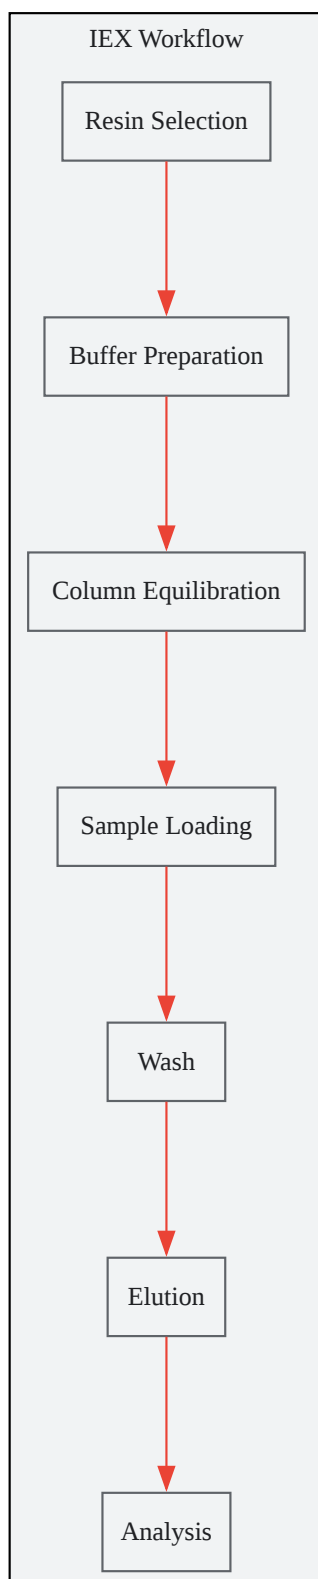 IEX Workflow
Resin Selection
Buffer Preparation
Column Equilibration
Sample Loading
Wash
Elution
Analysis